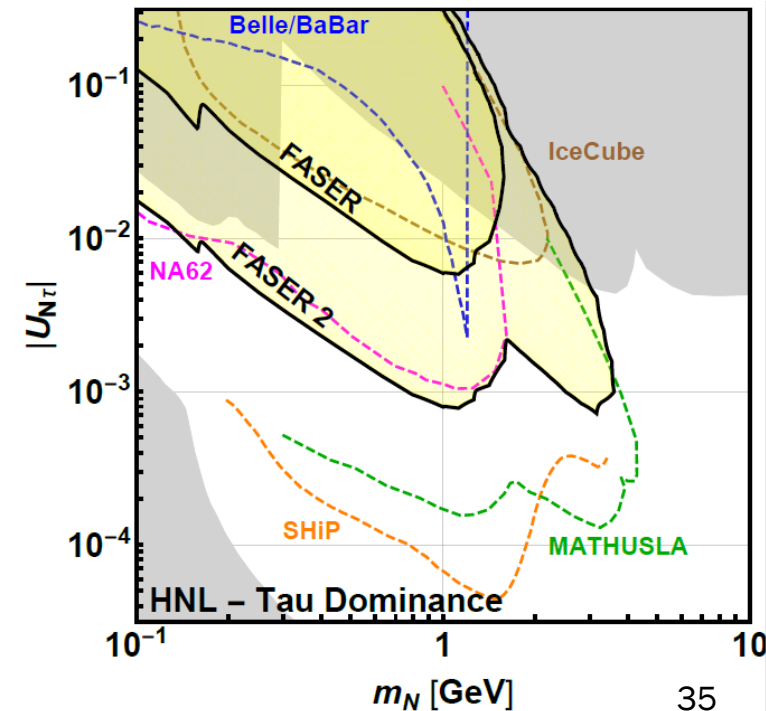 Belle/BaBar
10⁻¹
IceCube
FASER
10⁻²
NA62
FASER 2
|U_Nτ|
10⁻³
SHiP
10⁻⁴
MATHUSLA
HNL – Tau Dominance
10⁻¹ 1 10
m_N [GeV]
35